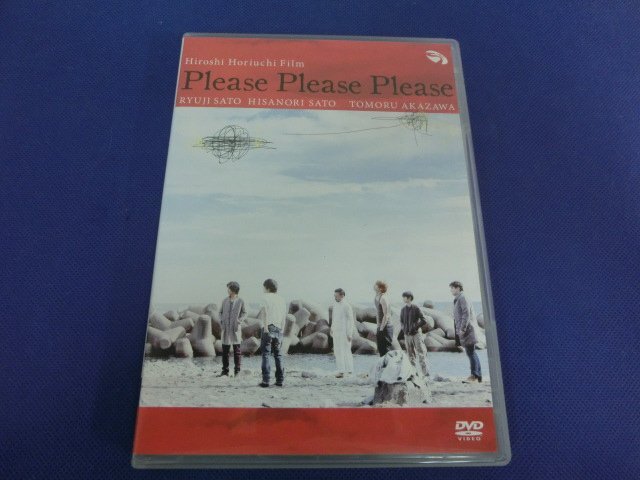 Hiroshi Horiuchi Film
Please Please Please
RYUJI SATO HISANORI SATO TOMORU AKAZAWA
DVD
VIDEO